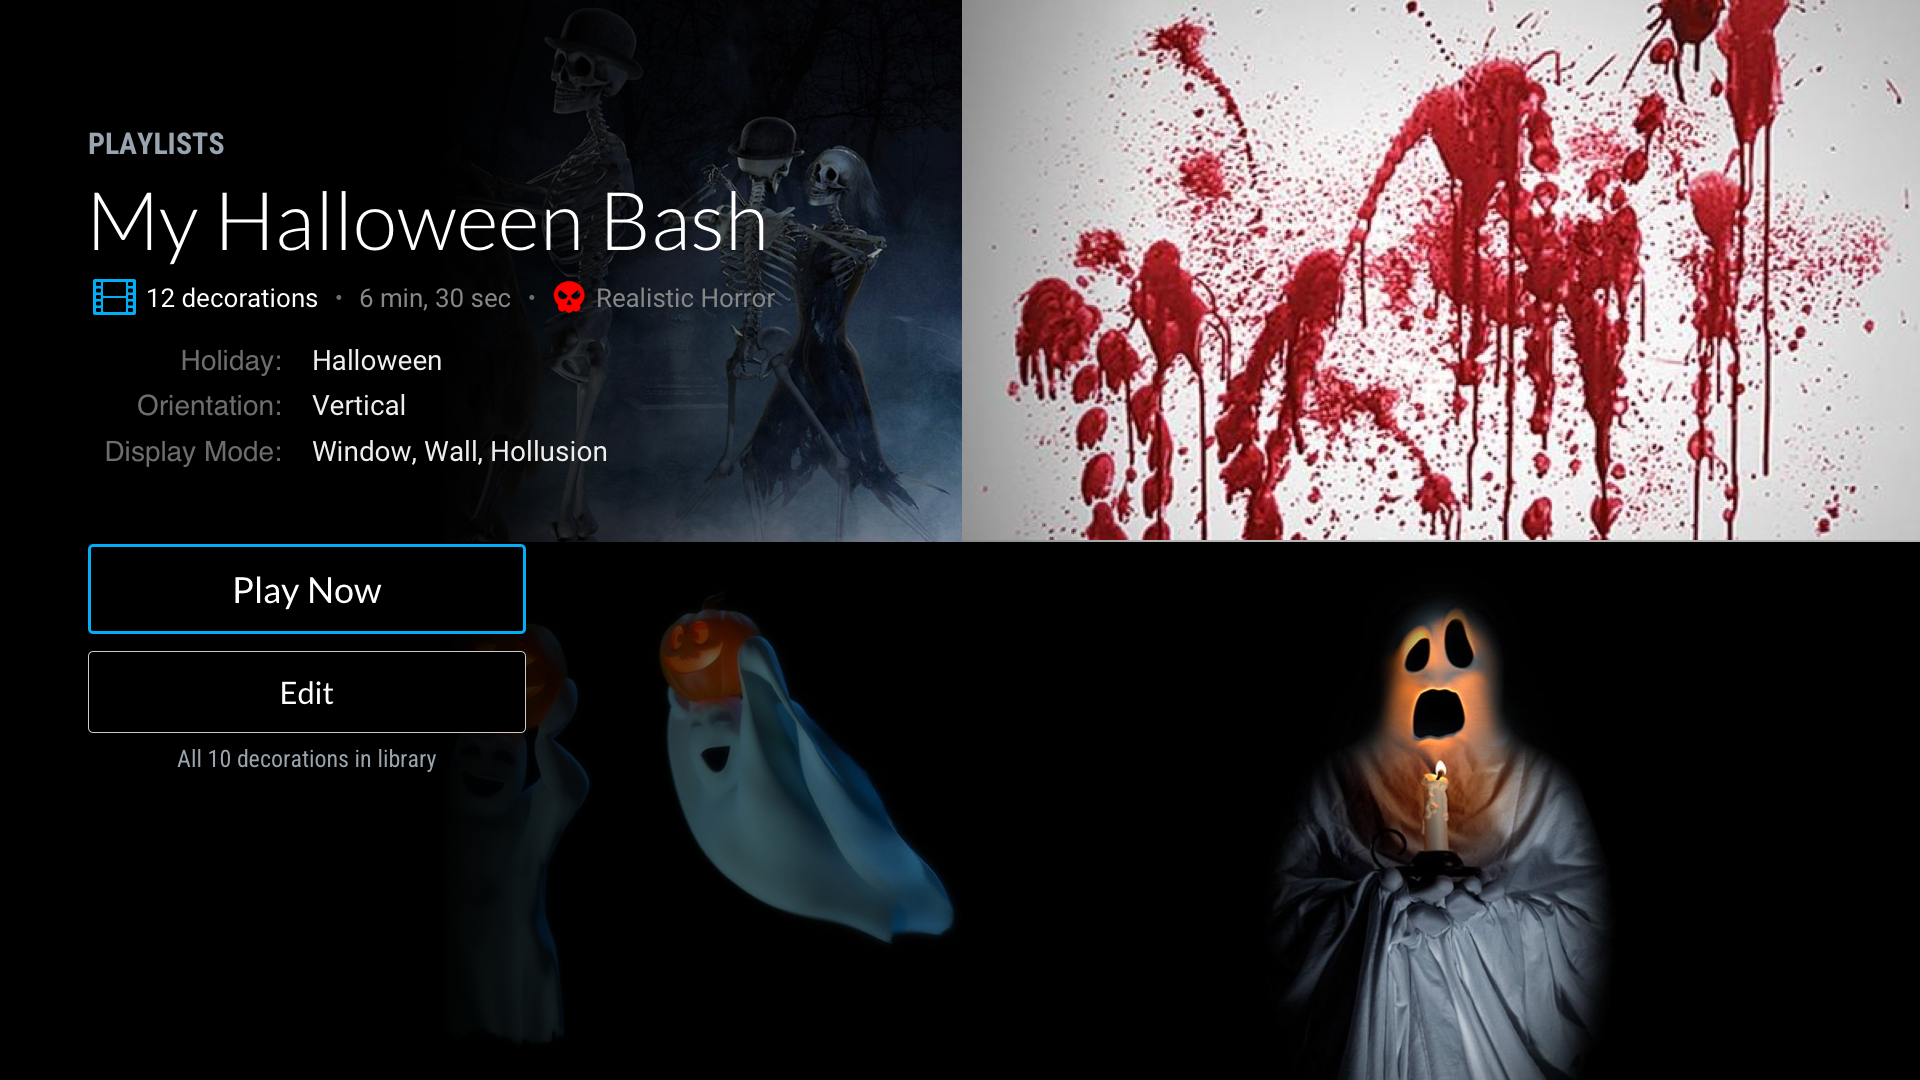 PLAYLISTS
My Halloween Bash
12 decorations • 6 min, 30 sec • Realistic Horror
Holiday: Halloween
Orientation: Vertical
Display Mode: Window, Wall, Hollusion
Play Now
Edit
All 10 decorations in library